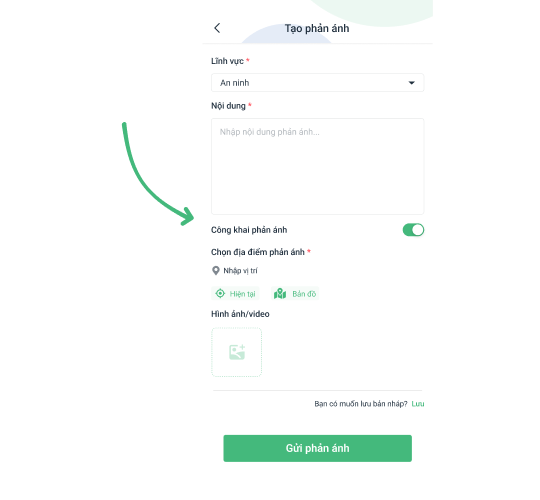 Tạo phản ánh
Lĩnh vực *
An ninh
Nội dung *
Nhập nội dung phản ánh...
Công khai phản ánh
Chọn địa điểm phản ánh *
Nhập vị trí
Hiện tại
Bản đồ
Hình ảnh/video
Bạn có muốn lưu bản nháp? Lưu
Gửi phản ánh